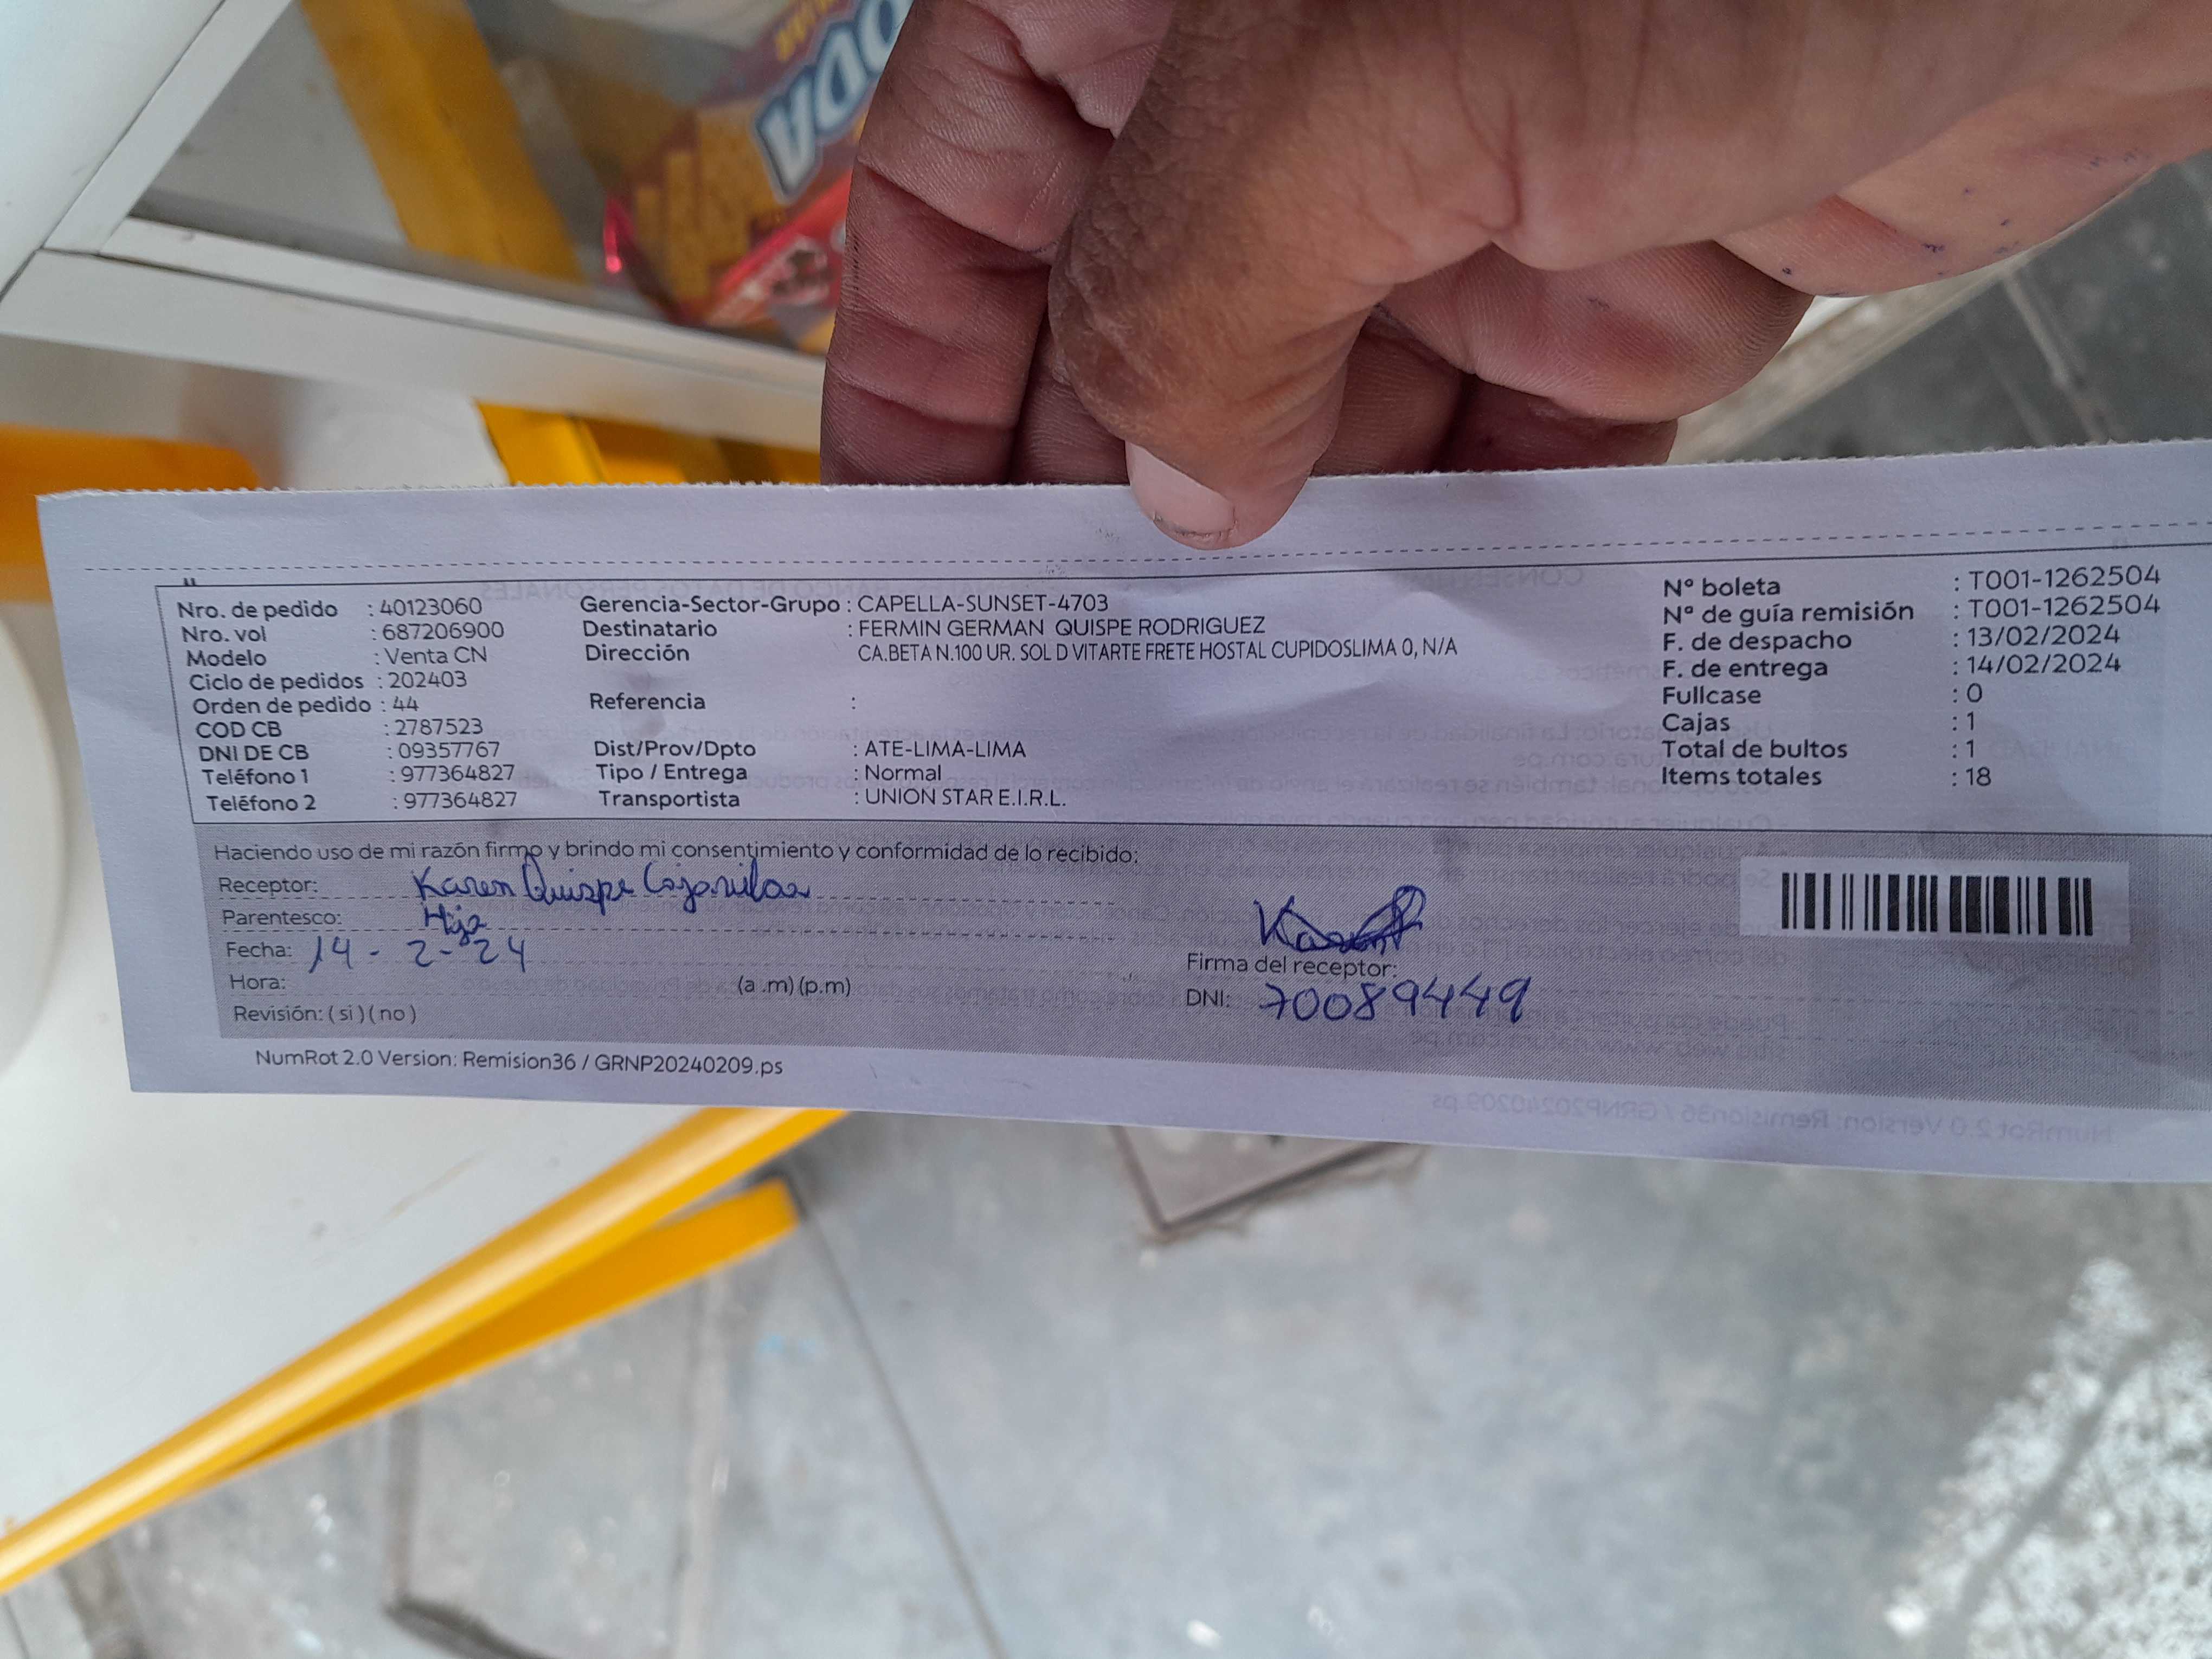 Nro. de pedido : 40123060
Nro. vol : 687206900
Modelo : Venta CN
Ciclo de pedidos : 202403
Orden de pedido : 44
COD CB : 2787523
DNI DE CB : 09357767
Teléfono 1 : 977364827
Teléfono 2 : 977364827
Gerencia-Sector-Grupo : CAPELLA-SUNSET-4703
Destinatario : FERMIN GERMAN QUISPE RODRIGUEZ
Dirección CA.BETA N.100 UR. SOL D VITARTE FRETE HOSTAL CUPIDOSLIMA 0, N/A
Referencia :
Dist/Prov/Dpto : ATE-LIMA-LIMA
Tipo / Entrega : Normal
Transportista : UNION STAR E.I.R.L.
N° boleta : T001-1262504
N° de guía remisión : T001-1262504
F. de despacho : 13/02/2024
F. de entrega : 14/02/2024
Fullcase : 0
Cajas : 1
Total de bultos : 1
Items totales : 18
Haciendo uso de mi razón firmo y brindo mi consentimiento y conformidad de lo recibido:
Receptor: Karen Quispe
Parentesco: Hija
Fecha: 14 - 2 - 24
Hora: (a .m) (p.m)
Revisión: ( si ) ( no )
Firma del receptor:
DNI: 70089449
NumRot 2.0 Version: Remision36 / GRNP20240209.ps